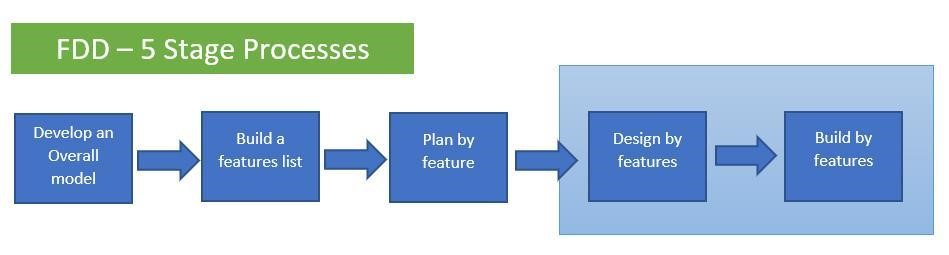 FDD – 5 Stage Processes
Develop an
Overall
model
Build a
features list
Plan by
feature
Design by
features
Build by
features